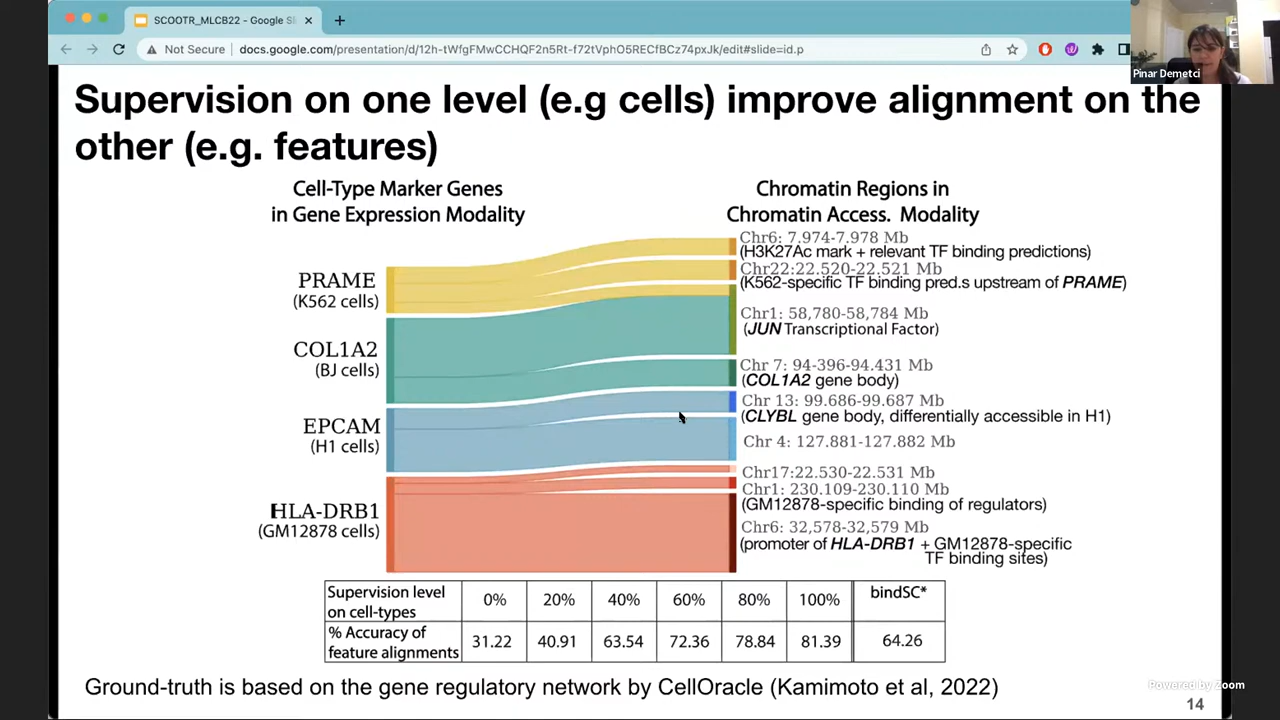 SCOOTR_MLCB22 - Google Sl
Not Secure
docs.google.com/presentation/d/12h-tWfgFMwCCHQF2n5Rt-f72tVphO5RECfBCz74pxJk/edit#slide=id.p
Pinar Demetci
Supervision on one level (e.g cells) improve alignment on the
other (e.g. features)
Cell-Type Marker Genes
in Gene Expression Modality
Chromatin Regions in
Chromatin Access. Modality
PRAME
(K562 cells)
COL1A2
(BJ cells)
EPCAM
(H1 cells)
HLA-DRB1
(GM12878 cells)
Chr6: 7.974-7.978 Mb
(H3K27Ac mark + relevant TF binding predictions)
Chr22:22.520-22.521 Mb
(K562-specific TF binding pred.s upstream of PRAME)
Chr1: 58,780-58,784 Mb
(JUN Transcriptional Factor)
Chr 7: 94-396-94.431 Mb
(COL1A2 gene body)
Chr 13: 99.686-99.687 Mb
(CLYBL gene body, differentially accessible in H1)
Chr 4: 127.881-127.882 Mb
Chr17:22.530-22.531 Mb
Chr1: 230.109-230.110 Mb
(GM12878-specific binding of regulators)
Chr6: 32,578-32,579 Mb
(promoter of HLA-DRB1 + GM12878-specific
TF binding sites)
Supervision level
on cell-types
0% 20% 40% 60% 80% 100% bindSC*
% Accuracy of
feature alignments
31.22 40.91 63.54 72.36 78.84 81.39 64.26
Ground-truth is based on the gene regulatory network by CellOracle (Kamimoto et al, 2022)
Powered by Zoom
14